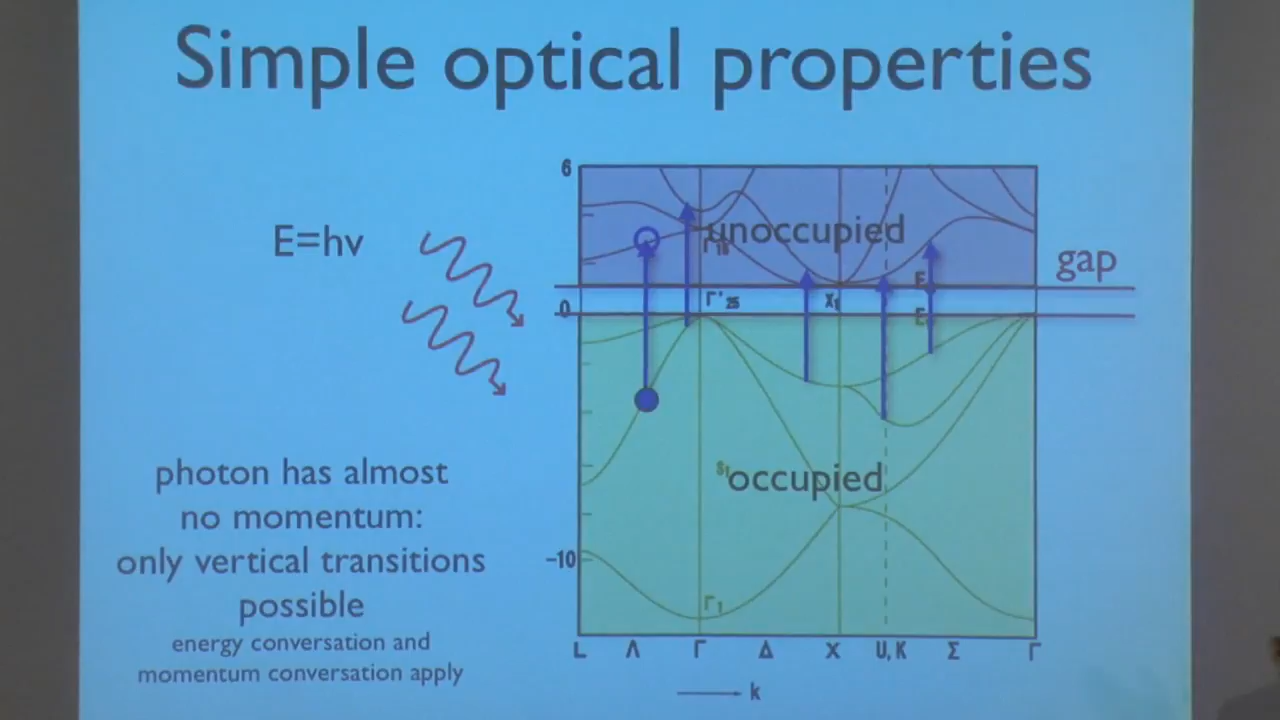 Simple optical properties
E=hν
6
unoccupied
Γ'25
X1
gap
0
photon has almost
no momentum:
only vertical transitions
possible
energy conversation and
momentum conversation apply
S1
occupied
-10
Γ1
L Λ Γ Δ X U, K Σ Γ
k